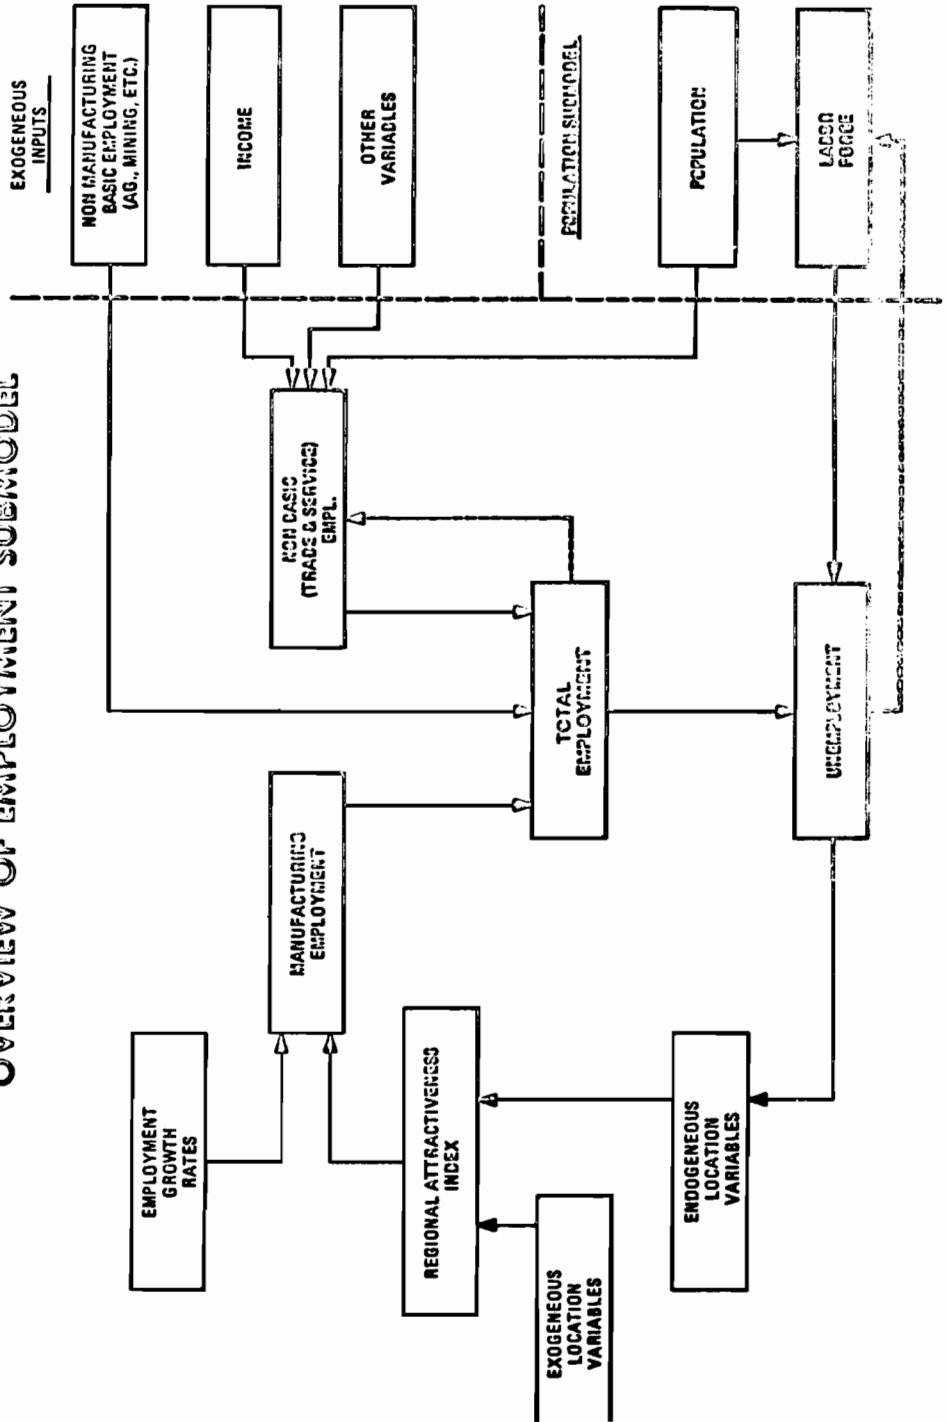 OVERVIEW OF EMPLOYMENT SUBMODEL
EXOGENEOUS
INPUTS
NON MANUFACTURING
BASIC EMPLOYMENT
(AG., MINING, ETC.)
INCOME
OTHER
VARIABLES
POPULATION SUBMODEL
POPULATION
LABOR
FORCE
NON BASIC
(TRADE & SERVICE)
EMPL.
TOTAL
EMPLOYMENT
UNEMPLOYMENT
MANUFACTURING
EMPLOYMENT
EMPLOYMENT
GROWTH
RATES
REGIONAL ATTRACTIVENESS
INDEX
EXOGENEOUS
LOCATION
VARIABLES
ENDOGENEOUS
LOCATION
VARIABLES